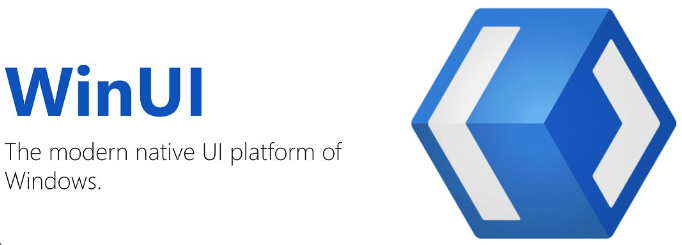 WinUI
The modern native UI platform of
Windows.